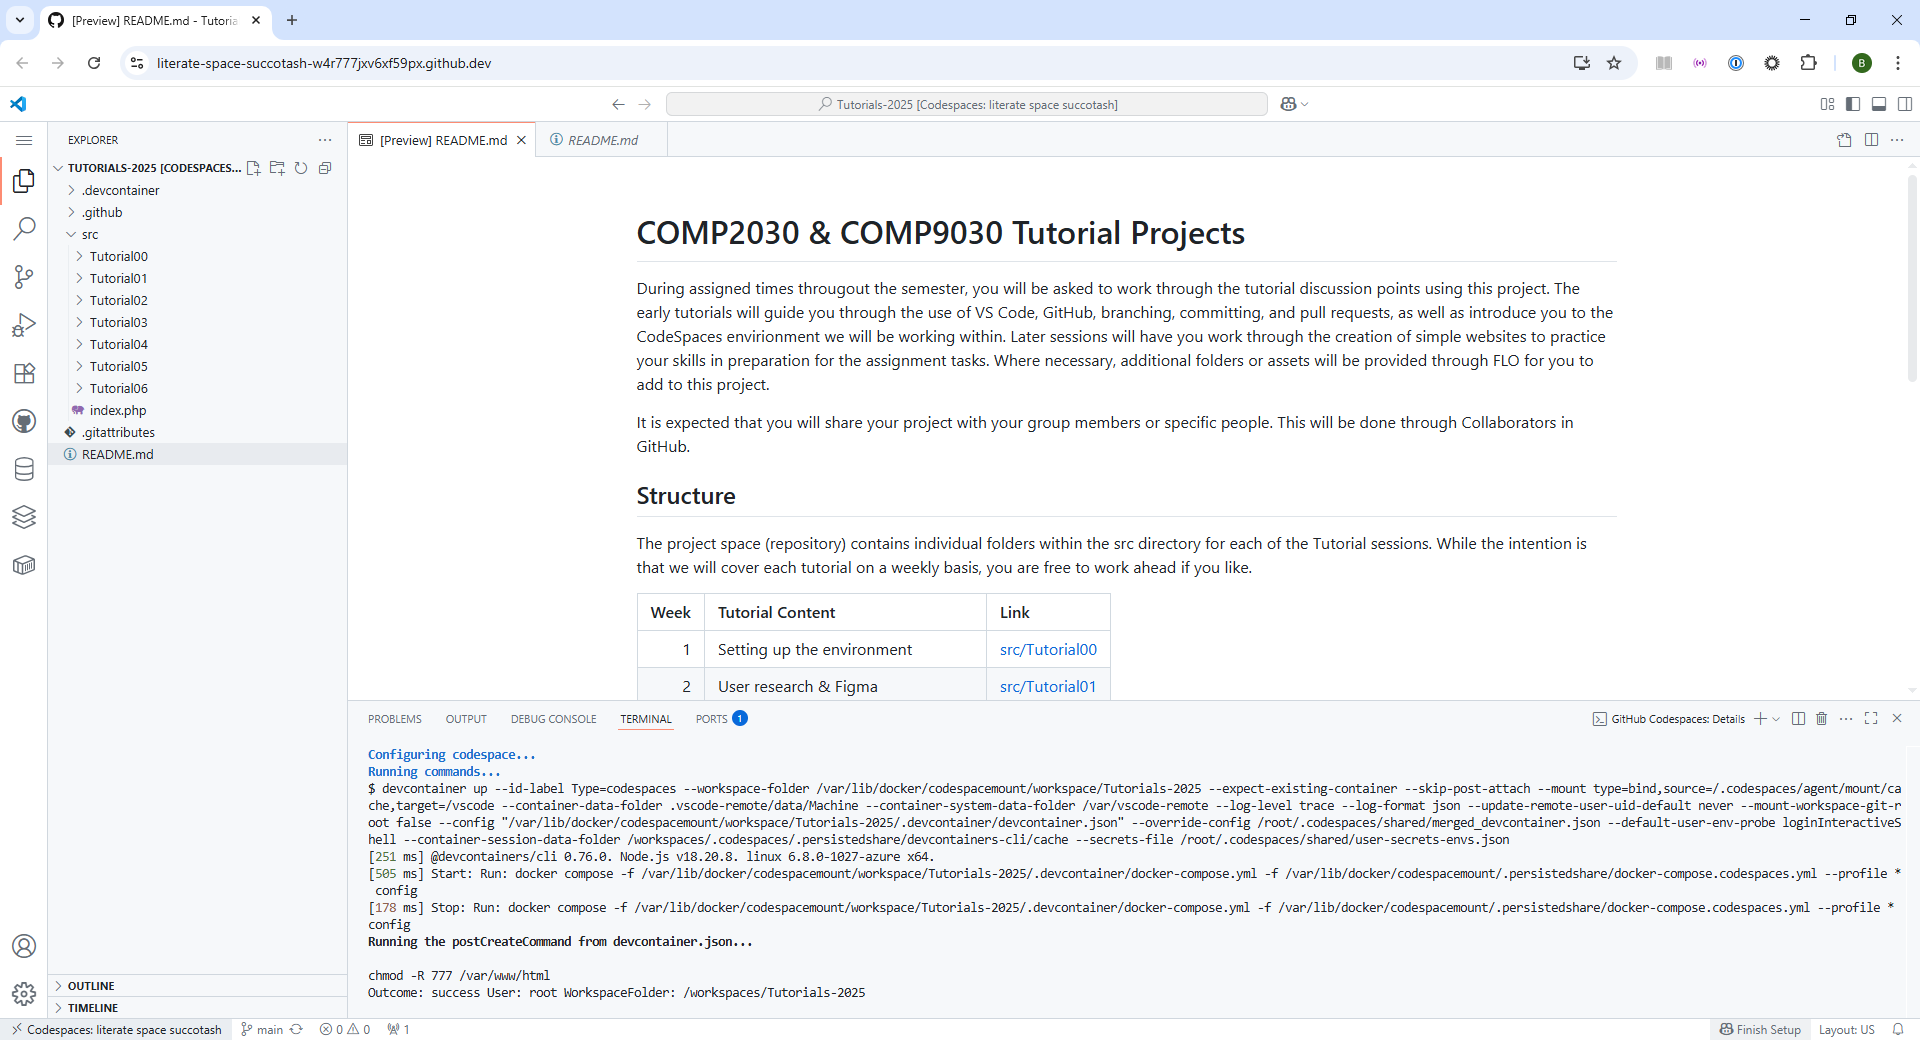 [Preview] README.md - Tutoria
literate-space-succotash-w4r777jxv6xf59px.github.dev
B
Tutorials-2025 [Codespaces: literate space succotash]
EXPLORER
TUTORIALS-2025 [CODESPACES...
.devcontainer
.github
src
Tutorial00
Tutorial01
Tutorial02
Tutorial03
Tutorial04
Tutorial05
Tutorial06
index.php
.gitattributes
README.md
OUTLINE
TIMELINE
[Preview] README.md
README.md
COMP2030 & COMP9030 Tutorial Projects
During assigned times througout the semester, you will be asked to work through the tutorial discussion points using this project. The
early tutorials will guide you through the use of VS Code, GitHub, branching, committing, and pull requests, as well as introduce you to the
CodeSpaces envirionment we will be working within. Later sessions will have you work through the creation of simple websites to practice
your skills in preparation for the assignment tasks. Where necessary, additional folders or assets will be provided through FLO for you to
add to this project.
It is expected that you will share your project with your group members or specific people. This will be done through Collaborators in
GitHub.
Structure
The project space (repository) contains individual folders within the src directory for each of the Tutorial sessions. While the intention is
that we will cover each tutorial on a weekly basis, you are free to work ahead if you like.
Week Tutorial Content Link
1 Setting up the environment src/Tutorial00
2 User research & Figma src/Tutorial01
PROBLEMS OUTPUT DEBUG CONSOLE TERMINAL PORTS 1
GitHub Codespaces: Details
Configuring codespace...
Running commands...
$ devcontainer up --id-label Type=codespaces --workspace-folder /var/lib/docker/codespacemount/workspace/Tutorials-2025 --expect-existing-container --skip-post-attach --mount type=bind,source=/.codespaces/agent/mount/ca
che,target=/vscode --container-data-folder .vscode-remote/data/Machine --container-system-data-folder /var/vscode-remote --log-level trace --log-format json --update-remote-user-uid-default never --mount-workspace-git-r
oot false --config "/var/lib/docker/codespacemount/workspace/Tutorials-2025/.devcontainer/devcontainer.json" --override-config /root/.codespaces/shared/merged_devcontainer.json --default-user-env-probe loginInteractiveS
hell --container-session-data-folder /workspaces/.codespaces/.persistedshare/devcontainers-cli/cache --secrets-file /root/.codespaces/shared/user-secrets-envs.json
[251 ms] @devcontainers/cli 0.76.0. Node.js v18.20.8. linux 6.8.0-1027-azure x64.
[505 ms] Start: Run: docker compose -f /var/lib/docker/codespacemount/workspace/Tutorials-2025/.devcontainer/docker-compose.yml -f /var/lib/docker/codespacemount/.persistedshare/docker-compose.codespaces.yml --profile *
config
[178 ms] Stop: Run: docker compose -f /var/lib/docker/codespacemount/workspace/Tutorials-2025/.devcontainer/docker-compose.yml -f /var/lib/docker/codespacemount/.persistedshare/docker-compose.codespaces.yml --profile *
config
Running the postCreateCommand from devcontainer.json...
chmod -R 777 /var/www/html
Outcome: success User: root WorkspaceFolder: /workspaces/Tutorials-2025
Codespaces: literate space succotash main 0 0 1 Finish Setup Layout: US